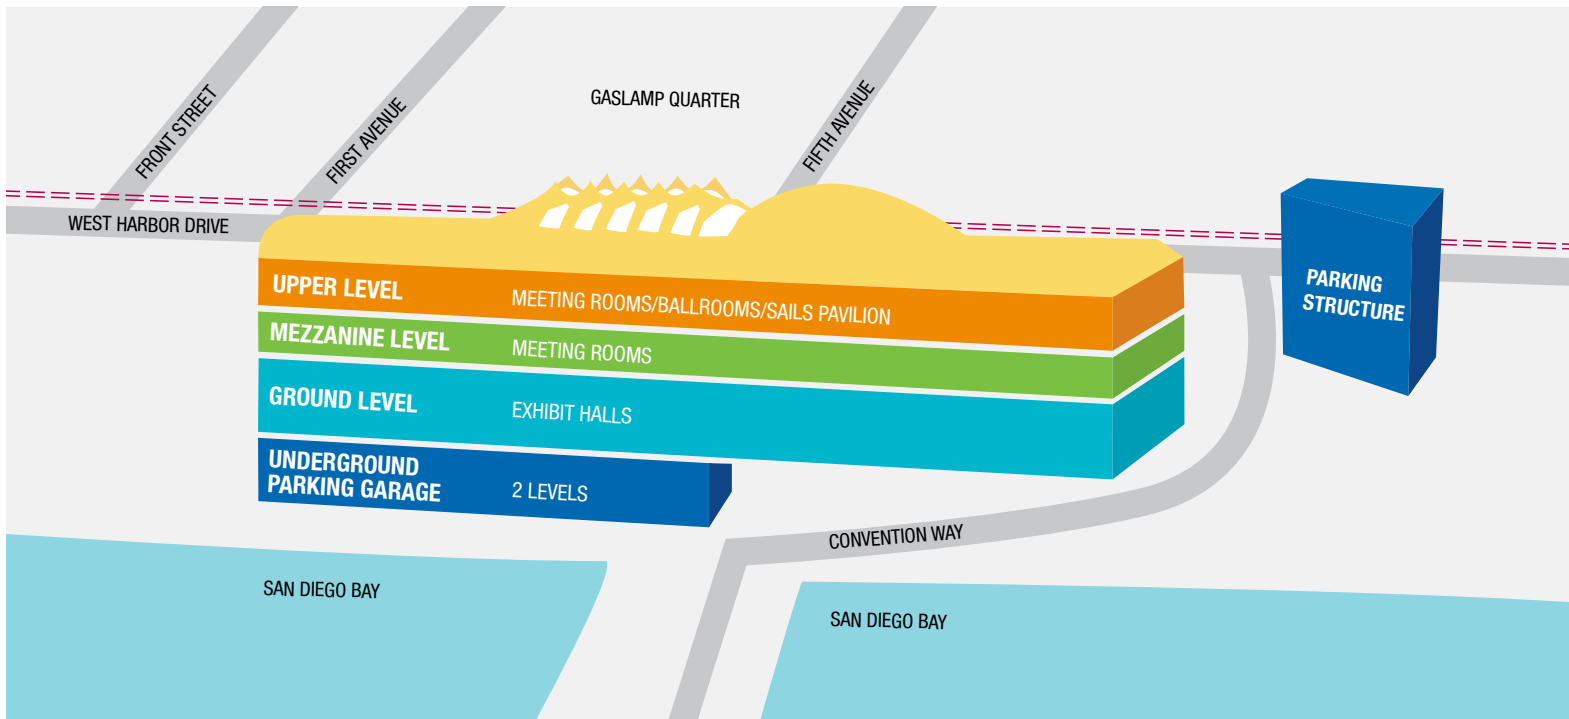 GASLAMP QUARTER
FRONT STREET
FIRST AVENUE
FIFTH AVENUE
WEST HARBOR DRIVE
PARKING
STRUCTURE
UPPER LEVEL MEETING ROOMS/BALLROOMS/SAILS PAVILION
MEZZANINE LEVEL MEETING ROOMS
GROUND LEVEL EXHIBIT HALLS
UNDERGROUND
PARKING GARAGE 2 LEVELS
CONVENTION WAY
SAN DIEGO BAY
SAN DIEGO BAY